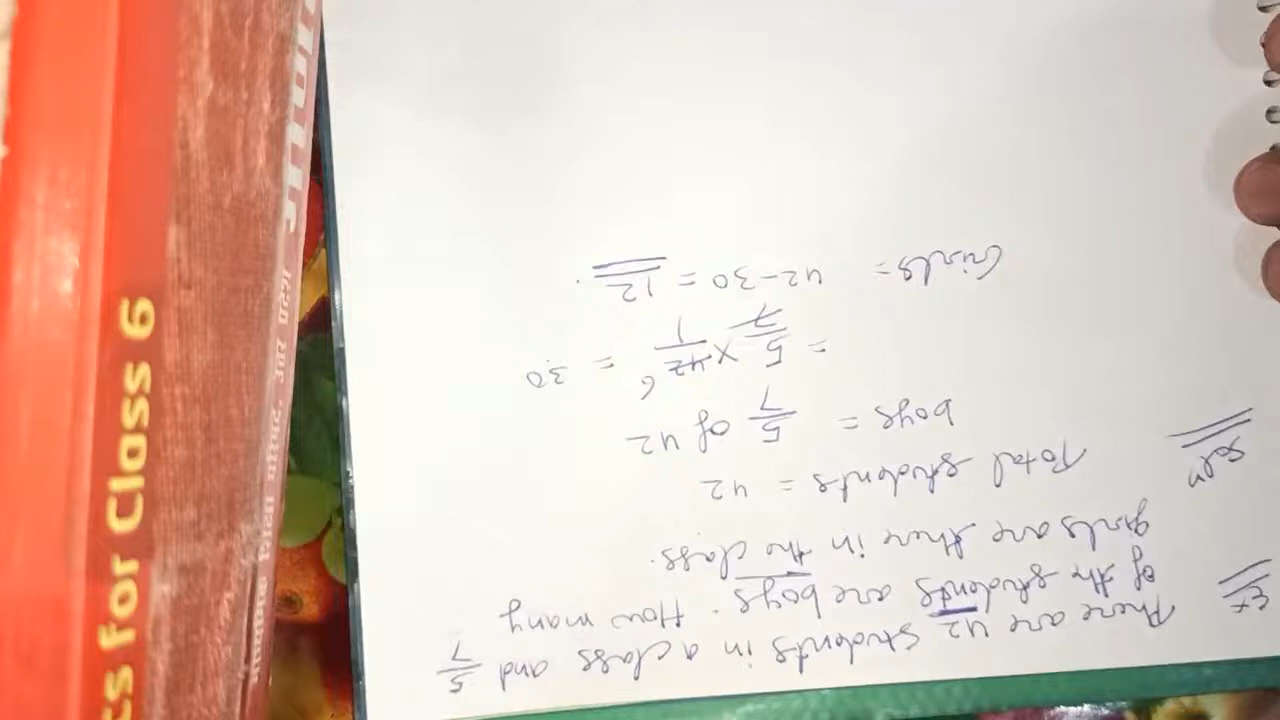 Ex There are 42 students in a class and 5/7
of the students are boys. How many
girls are there in the class.
Soln Total students = 42
boys = 5/7 of 42
= 5/7 × 42/1 6 = 30
Girls = 42-30 = 12.
cs for Class 6